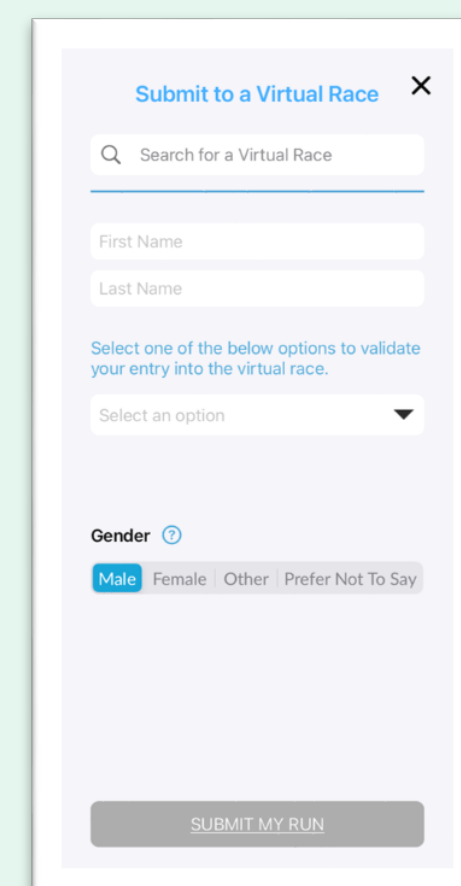 Submit to a Virtual Race
Search for a Virtual Race
First Name
Last Name
Select one of the below options to validate
your entry into the virtual race.
Select an option
Gender ?
Male Female Other Prefer Not To Say
SUBMIT MY RUN